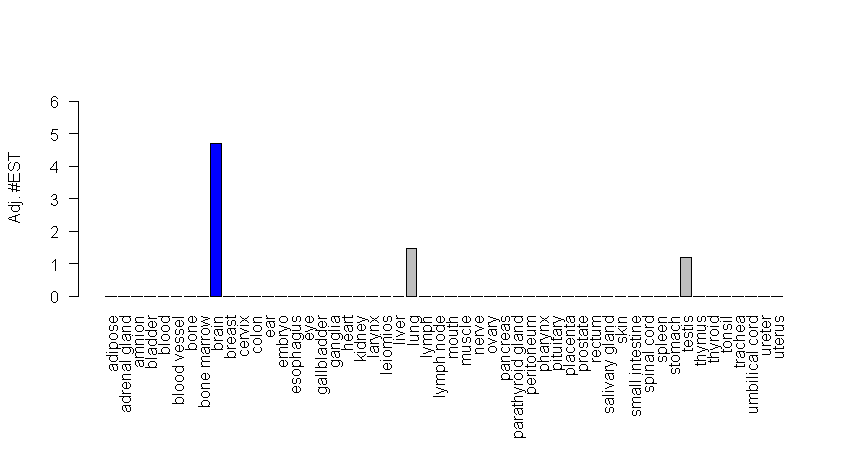 6
5
4
3
2
1
0
Adj. #EST
adipose
adrenal gland
amnion
bladder
blood
blood vessel
bone
bone marrow
brain
breast
cervix
colon
ear
embryo
esophagus
eye
gallbladder
ganglia
heart
kidney
larynx
leiomios
liver
lung
lymph
lymph node
mouth
muscle
nerve
ovary
pancreas
parathyroid gland
peritoneum
pharynx
pituitary
placenta
prostate
rectum
salivary gland
skin
small intestine
spinal cord
spleen
stomach
testis
thymus
thyroid
tonsil
trachea
umbilical cord
ureter
uterus